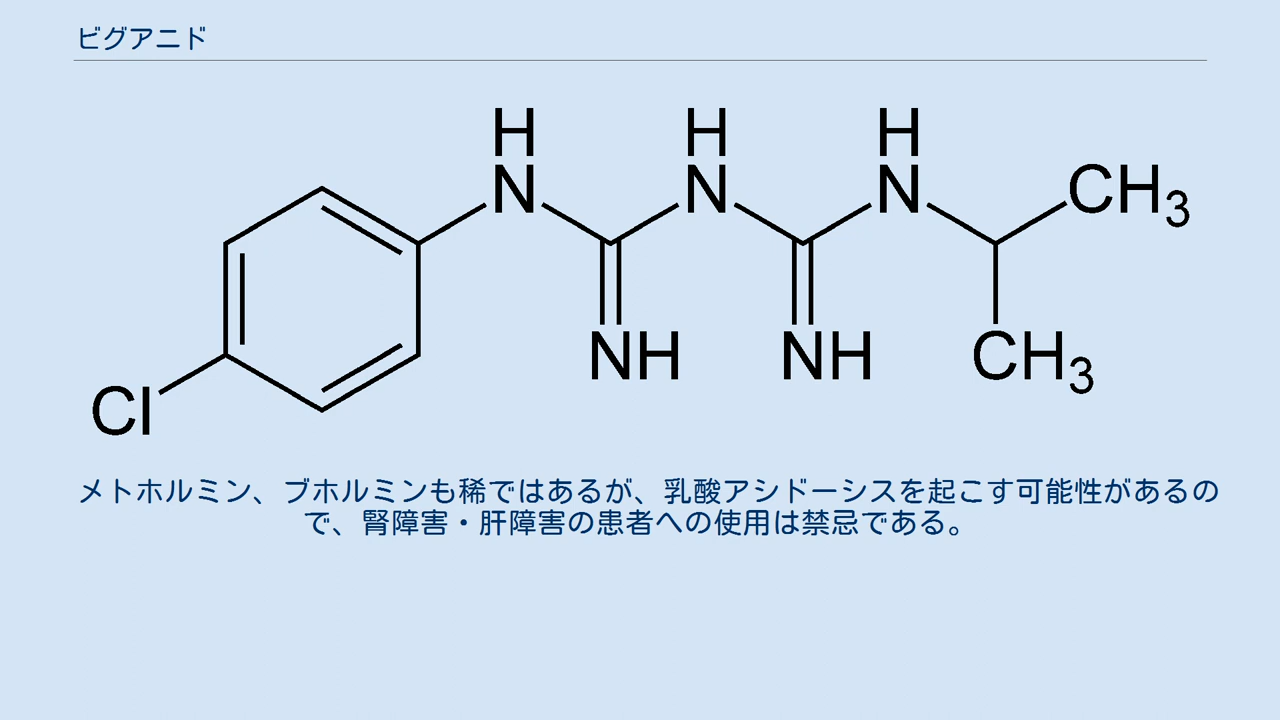 ビグアニド
H H H
N N N CH3
NH NH CH3
Cl
メトホルミン、ブホルミンも稀ではあるが、乳酸アシドーシスを起こす可能性があるの
で、腎障害・肝障害の患者への使用は禁忌である。